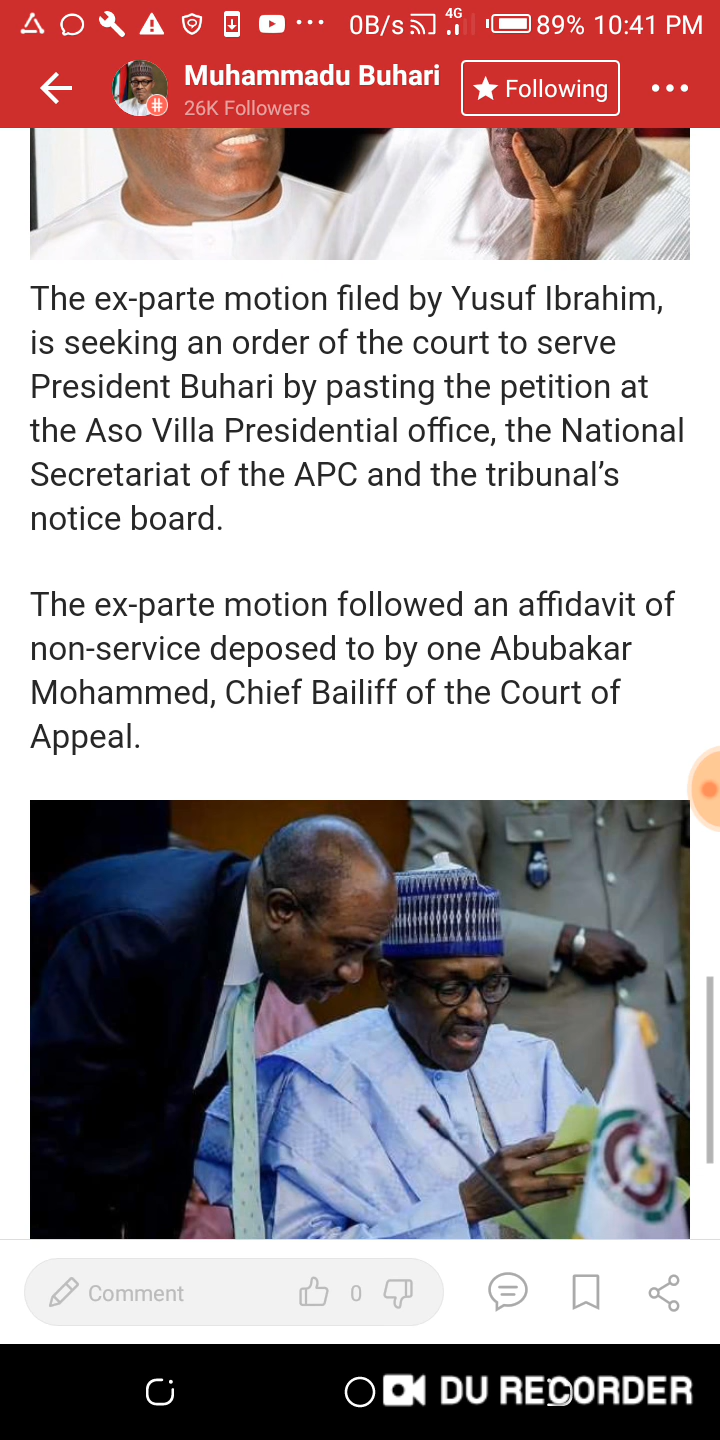 0B/s 4G 89% 10:41 PM
Muhammadu Buhari
26K Followers
Following
The ex-parte motion filed by Yusuf Ibrahim,
is seeking an order of the court to serve
President Buhari by pasting the petition at
the Aso Villa Presidential office, the National
Secretariat of the APC and the tribunal’s
notice board.
The ex-parte motion followed an affidavit of
non-service deposed to by one Abubakar
Mohammed, Chief Bailiff of the Court of
Appeal.
Comment 0
DU RECORDER